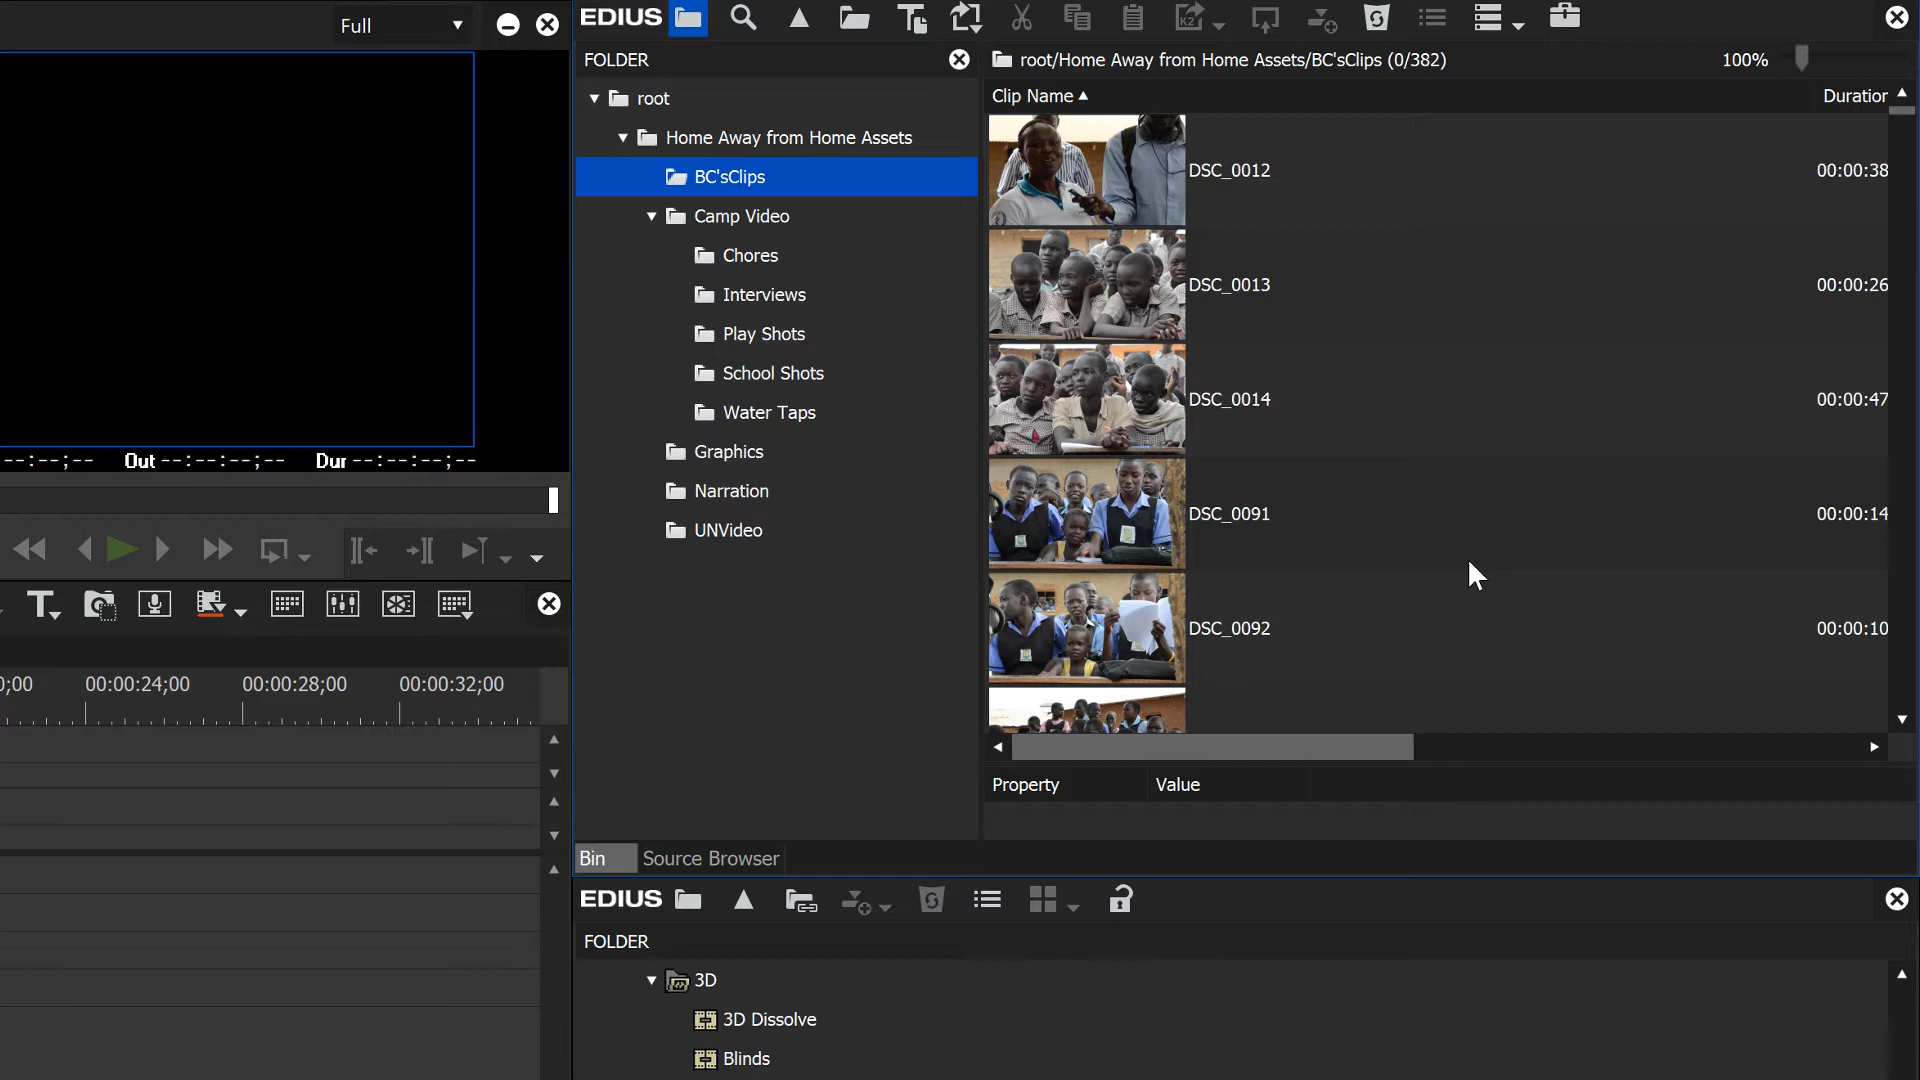 Full
Out
Dur
--:--:--;--
--:--:--;--
00:00:24;00
00:00:28;00
00:00:32;00
EDIUS
FOLDER
root
Home Away from Home Assets
BC'sClips
Camp Video
Chores
Interviews
Play Shots
School Shots
Water Taps
Graphics
Narration
UNVideo
root/Home Away from Home Assets/BC'sClips (0/382)
100%
Clip Name
Duration
DSC_0012
00:00:38
DSC_0013
00:00:26
DSC_0014
00:00:47
DSC_0091
00:00:14
DSC_0092
00:00:10
Property
Value
Bin
Source Browser
EDIUS
FOLDER
3D
3D Dissolve
Blinds